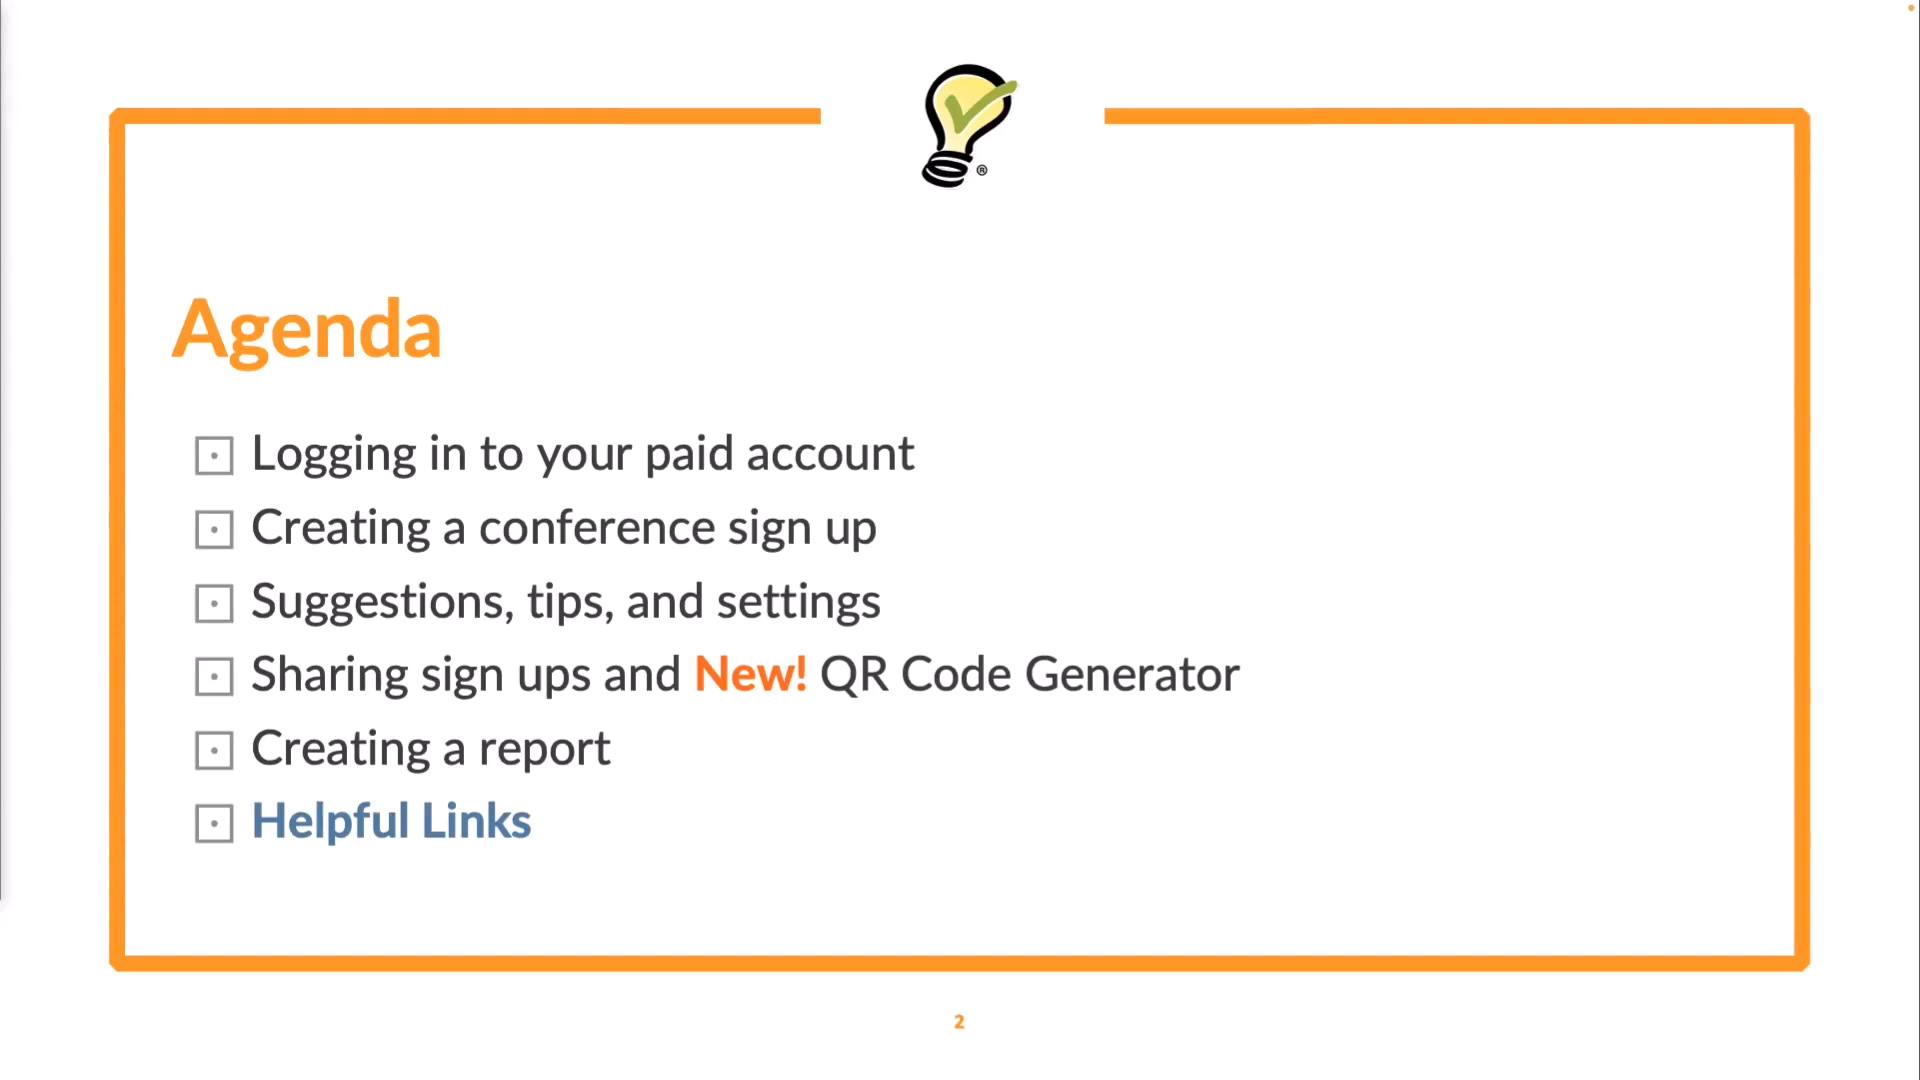 ®
Agenda
Logging in to your paid account
Creating a conference sign up
Suggestions, tips, and settings
Sharing sign ups and New! QR Code Generator
Creating a report
Helpful Links
2